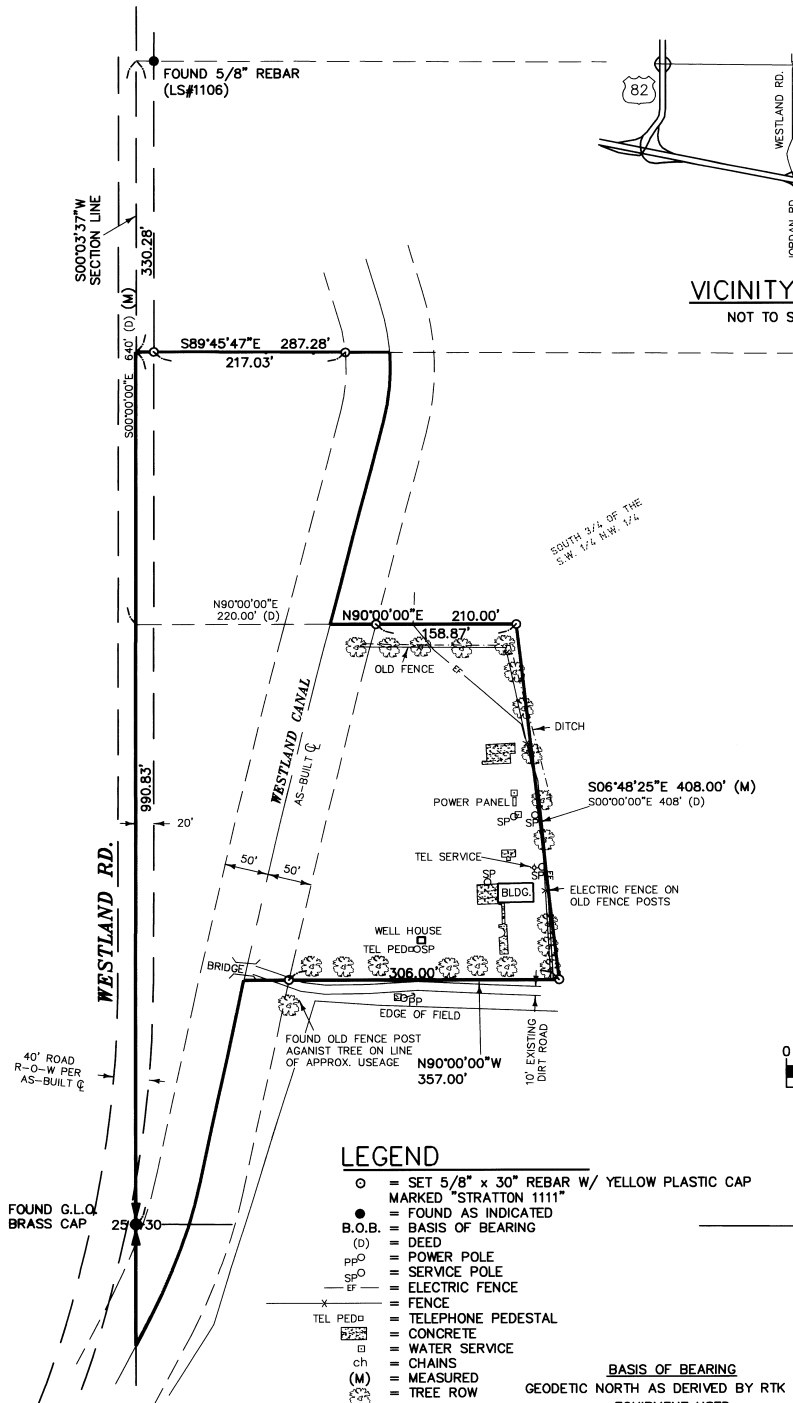 FOUND 5/8" REBAR
(LS#1106)
82
WESTLAND RD.
S00°03'37"W
SECTION LINE
330.28'
VICINITY
NOT TO S
S00°00'00"E 640' (D) (M)
S89°45'47"E 287.28'
217.03'
SOUTH 3/4 OF THE
S.W. 1/4 N.W. 1/4
N90°00'00"E
220.00' (D)
N90°00'00"E 210.00'
158.87'
OLD FENCE
EF
WESTLAND CANAL
AS-BUILT ℄
DITCH
990.83'
20'
S06°48'25"E 408.00' (M)
S00°00'00"E 408' (D)
POWER PANEL
SP
SP
TEL SERVICE
50'
50'
SP
EF
SP
BLDG.
ELECTRIC FENCE ON
OLD FENCE POSTS
WESTLAND RD.
WELL HOUSE
TEL PED
SP
BRIDGE
306.00'
PP
EDGE OF FIELD
FOUND OLD FENCE POST
AGANIST TREE ON LINE
OF APPROX. USEAGE
N90°00'00"W
357.00'
10' EXISTING
DIRT ROAD
0
40' ROAD
R-O-W PER
AS-BUILT ℄
LEGEND
= SET 5/8" x 30" REBAR W/ YELLOW PLASTIC CAP
MARKED "STRATTON 1111"
= FOUND AS INDICATED
B.O.B. = BASIS OF BEARING
(D) = DEED
PP = POWER POLE
SP = SERVICE POLE
EF = ELECTRIC FENCE
x = FENCE
TEL PED = TELEPHONE PEDESTAL
= CONCRETE
= WATER SERVICE
ch = CHAINS
(M) = MEASURED
= TREE ROW
FOUND G.L.O.
BRASS CAP
25 30
BASIS OF BEARING
GEODETIC NORTH AS DERIVED BY RTK